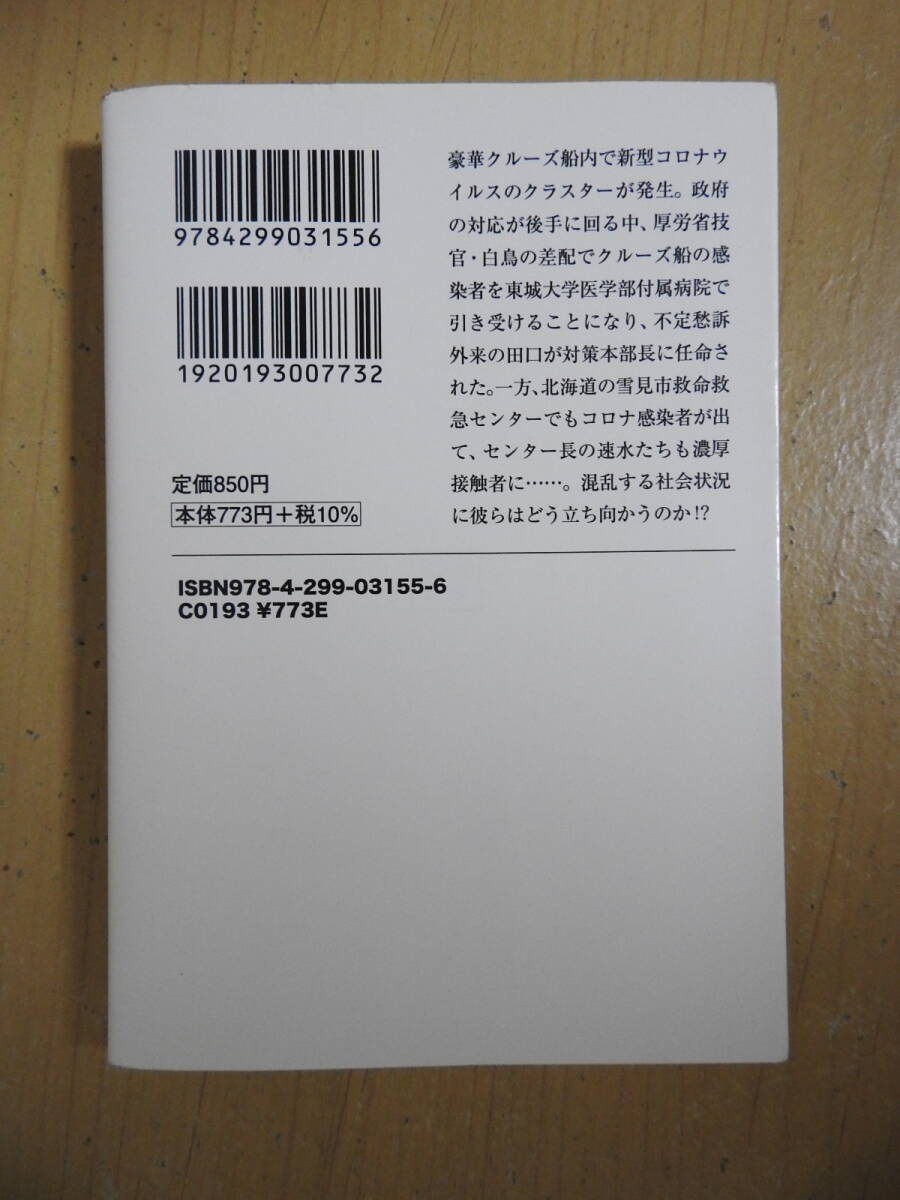 9784299031556
1920193007732
定価850円
本体773円+税10%
豪華クルーズ船内で新型コロナウ
イルスのクラスターが発生。政府
の対応が後手に回る中、厚労省技
官・白鳥の差配でクルーズ船の感
染者を東城大学医学部付属病院で
引き受けることになり、不定愁訴
外来の田口が対策本部長に任命さ
れた。一方、北海道の雪見市救命救
急センターでもコロナ感染者が出
て、センター長の速水たちも濃厚
接触者に……。混乱する社会状況
に彼らはどう立ち向かうのか!?
ISBN978-4-299-03155-6
C0193 ¥773E